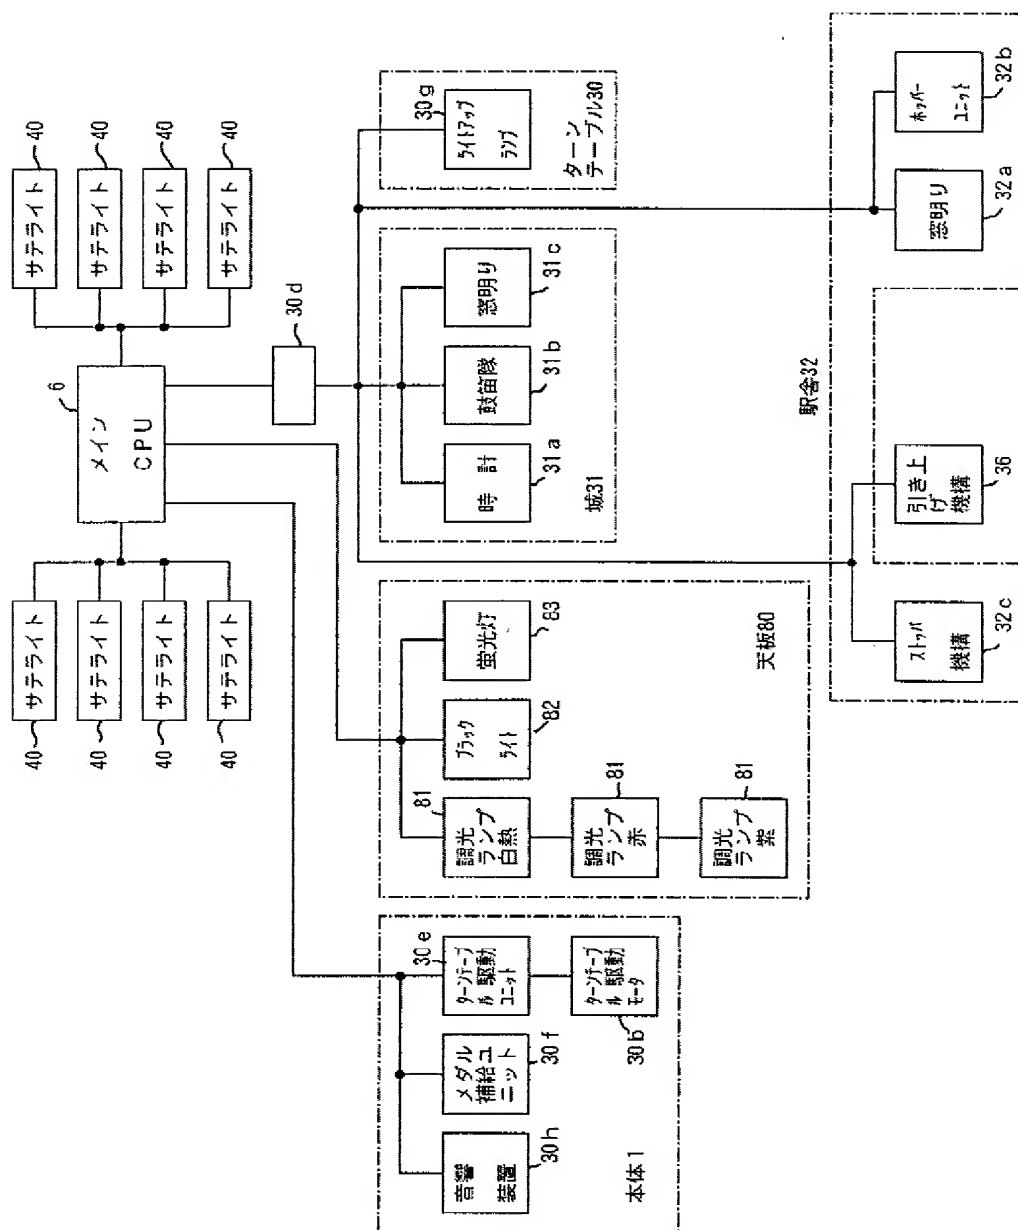 サテライト
40
サテライト
40
サテライト
40
サテライト
40
6
メイン
CPU
サテライト
40
サテライト
40
サテライト
40
サテライト
40
30d
音響
装置
30h
メダル
補給ユ
ニット
30f
ターンテーブ
ル 駆動
ユニット
30e
ターンテーブ
ル 駆動
モータ
30b
本体1
調光
ランプ
白熱
81
調光
ランプ
赤
81
調光
ランプ
紫
81
ブラック
ライト
82
蛍光灯
83
天板80
時 計
31a
鼓笛隊
31b
窓明り
31c
城31
ライトアップ
ランプ
30g
ターン
テーブル30
ストッパ
機構
32c
引き上
げ
機構
36
駅舎32
窓明り
32a
ホッパー
ユニット
32b